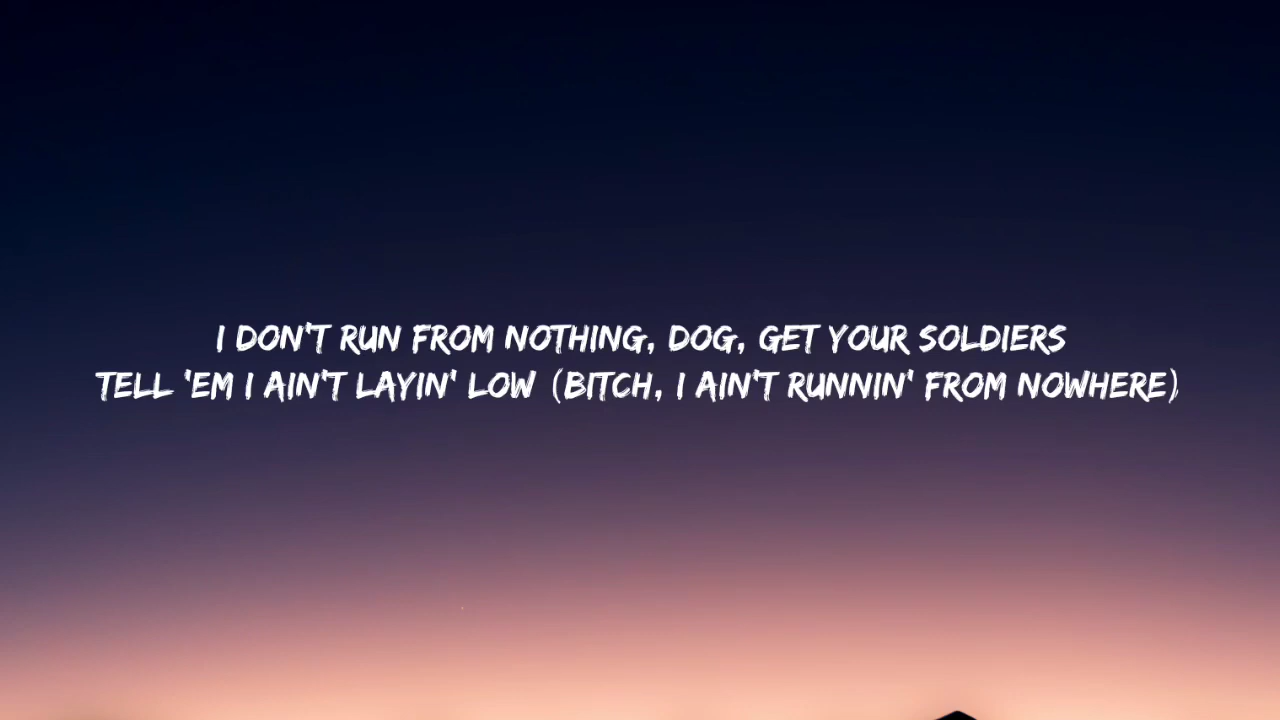 I DON'T RUN FROM NOTHING, DOG, GET YOUR SOLDIERS
TELL 'EM I AIN'T LAYIN' LOW (BITCH, I AIN'T RUNNIN' FROM NOWHERE)